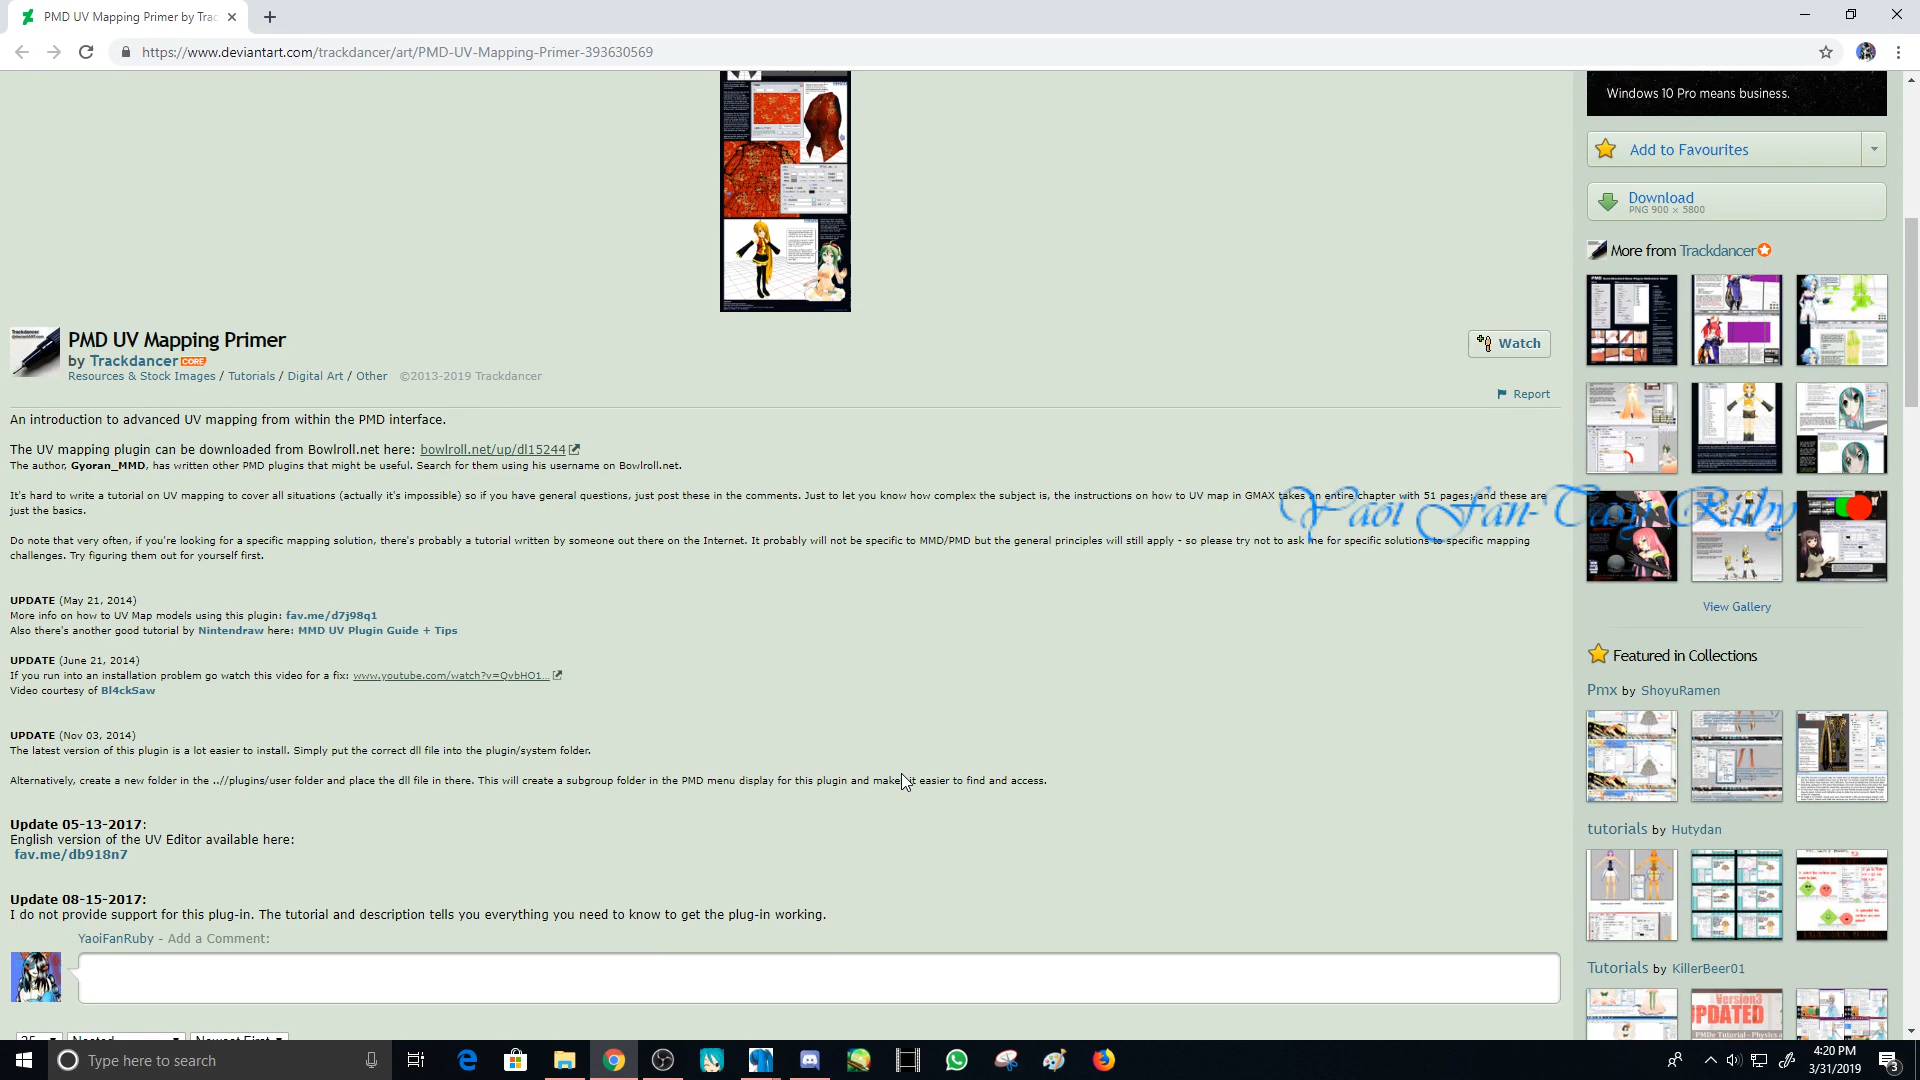 PMD UV Mapping Primer by Trac
https://www.deviantart.com/trackdancer/art/PMD-UV-Mapping-Primer-393630569
Windows 10 Pro means business.
Add to Favourites
Download
PNG 900 × 5800
More from Trackdancer
PMD UV Mapping Primer
Watch
by Trackdancer CORE
Resources & Stock Images / Tutorials / Digital Art / Other ©2013-2019 Trackdancer
Report
An introduction to advanced UV mapping from within the PMD interface.
The UV mapping plugin can be downloaded from Bowlroll.net here: bowlroll.net/up/dl15244
The author, Gyoran_MMD, has written other PMD plugins that might be useful. Search for them using his username on Bowlroll.net.
It's hard to write a tutorial on UV mapping to cover all situations (actually it's impossible) so if you have general questions, just post these in the comments. Just to let you know how complex the subject is, the instructions on how to UV map in GMAX takes an entire chapter with 51 pages; and these are
just the basics.
Yaoi Fan-Tasy Ruby
Do note that very often, if you're looking for a specific mapping solution, there's probably a tutorial written by someone out there on the Internet. It probably will not be specific to MMD/PMD but the general principles will still apply - so please try not to ask me for specific solutions to specific mapping
challenges. Try figuring them out for yourself first.
UPDATE (May 21, 2014)
More info on how to UV Map models using this plugin: fav.me/d7j98q1
Also there's another good tutorial by Nintendraw here: MMD UV Plugin Guide + Tips
UPDATE (June 21, 2014)
If you run into an installation problem go watch this video for a fix: www.youtube.com/watch?v=QvbHO1...
Video courtesy of Bl4ckSaw
UPDATE (Nov 03, 2014)
The latest version of this plugin is a lot easier to install. Simply put the correct dll file into the plugin/system folder.
Alternatively, create a new folder in the ..//plugins/user folder and place the dll file in there. This will create a subgroup folder in the PMD menu display for this plugin and make it easier to find and access.
Update 05-13-2017:
English version of the UV Editor available here:
fav.me/db918n7
Update 08-15-2017:
I do not provide support for this plug-in. The tutorial and description tells you everything you need to know to get the plug-in working.
YaoiFanRuby - Add a Comment:
25 Nested Newest First
View Gallery
Featured in Collections
Pmx by ShoyuRamen
tutorials by Hutydan
Tutorials by KillerBeer01
Version3
UPDATED
Type here to search
4:20 PM
3/31/2019
3